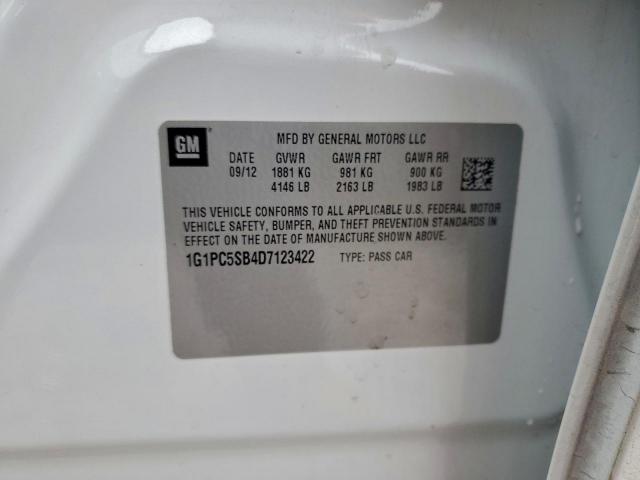 GM
MFD BY GENERAL MOTORS LLC
DATE GVWR GAWR FRT GAWR RR
09/12 1881 KG 981 KG 900 KG
4146 LB 2163 LB 1983 LB
THIS VEHICLE CONFORMS TO ALL APPLICABLE U.S. FEDERAL MOTOR
VEHICLE SAFETY, BUMPER, AND THEFT PREVENTION STANDARDS IN
EFFECT ON THE DATE OF MANUFACTURE SHOWN ABOVE.
1G1PC5SB4D7123422 TYPE: PASS CAR